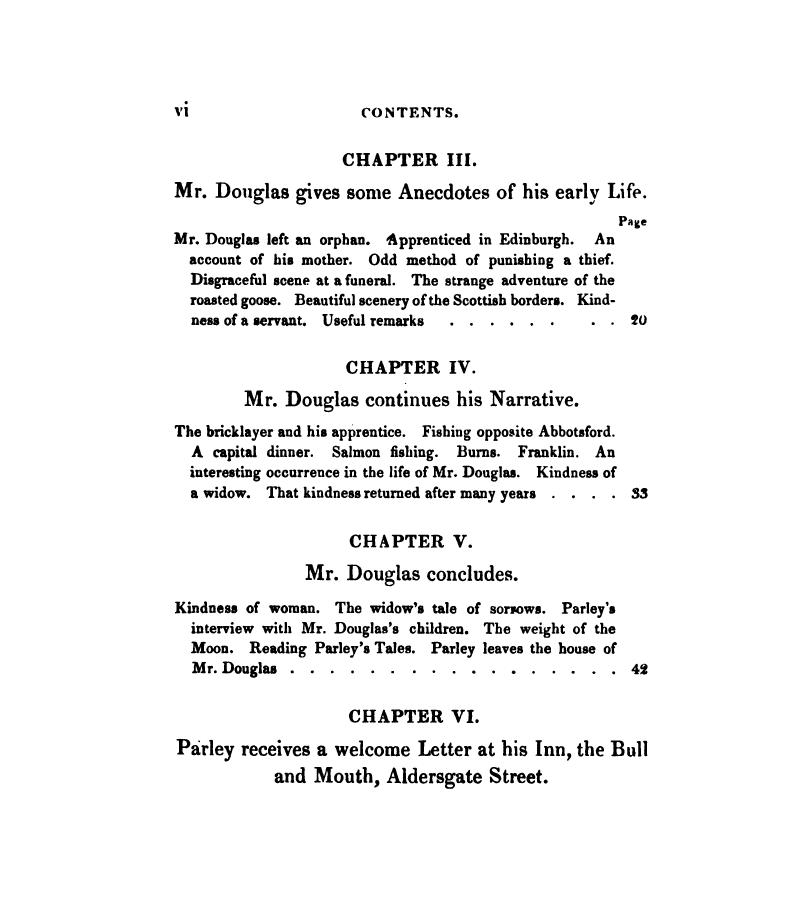 vi CONTENTS.
CHAPTER III.
Mr. Douglas gives some Anecdotes of his early Life.
Page
Mr. Douglas left an orphan. Apprenticed in Edinburgh. An
account of his mother. Odd method of punishing a thief.
Disgraceful scene at a funeral. The strange adventure of the
roasted goose. Beautiful scenery of the Scottish borders. Kind-
ness of a servant. Useful remarks . . . . . . . . 20
CHAPTER IV.
Mr. Douglas continues his Narrative.
The bricklayer and his apprentice. Fishing opposite Abbotsford.
A capital dinner. Salmon fishing. Burns. Franklin. An
interesting occurrence in the life of Mr. Douglas. Kindness of
a widow. That kindness returned after many years . . . . 33
CHAPTER V.
Mr. Douglas concludes.
Kindness of woman. The widow's tale of sorrows. Parley's
interview with Mr. Douglas's children. The weight of the
Moon. Reading Parley's Tales. Parley leaves the house of
Mr. Douglas . . . . . . . . . . . . . . . . . 42
CHAPTER VI.
Parley receives a welcome Letter at his Inn, the Bull
and Mouth, Aldersgate Street.